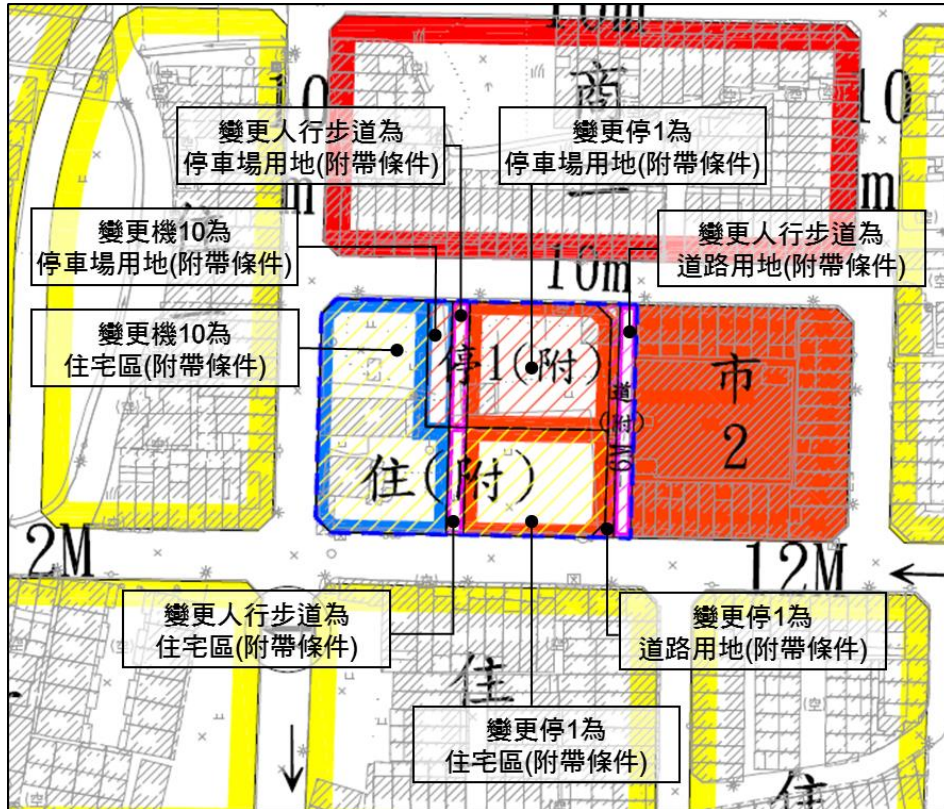 10m
商
一
10
m
10
m
變更人行步道為
停車場用地(附帶條件)
變更停1為
停車場用地(附帶條件)
變更機10為
停車場用地(附帶條件)
變更人行步道為
道路用地(附帶條件)
10m
變更機10為
住宅區(附帶條件)
停1(附)
道(附)6M
市
2
住(附)
2M
12M
變更人行步道為
住宅區(附帶條件)
變更停1為
道路用地(附帶條件)
住
變更停1為
住宅區(附帶條件)
住